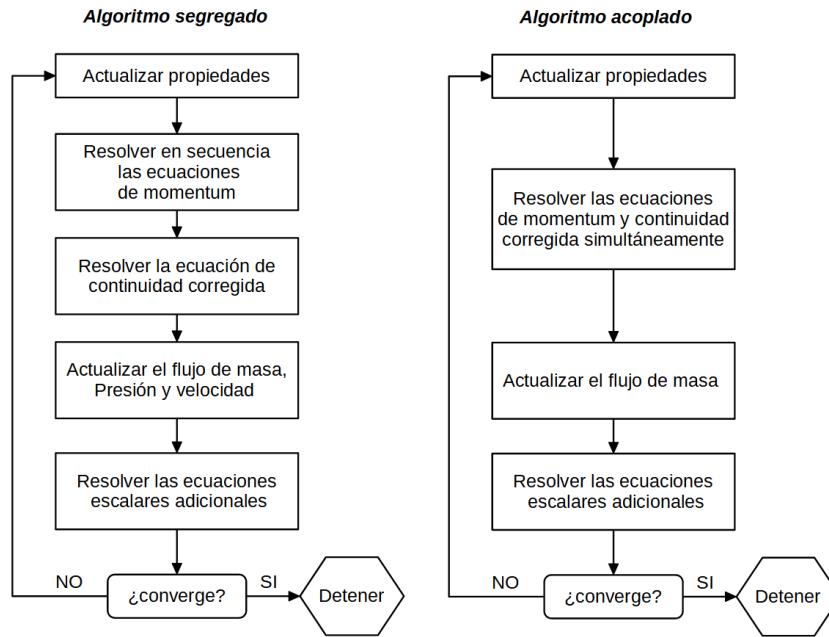 Algoritmo segregado
Actualizar propiedades
Resolver en secuencia
las ecuaciones
de momentum
Resolver la ecuación de
continuidad corregida
Actualizar el flujo de masa,
Presión y velocidad
Resolver las ecuaciones
escalares adicionales
NO
¿converge?
SI
Detener
Algoritmo acoplado
Actualizar propiedades
Resolver las ecuaciones
de momentum y continuidad
corregida simultáneamente
Actualizar el flujo de masa
Resolver las ecuaciones
escalares adicionales
NO
¿converge?
SI
Detener